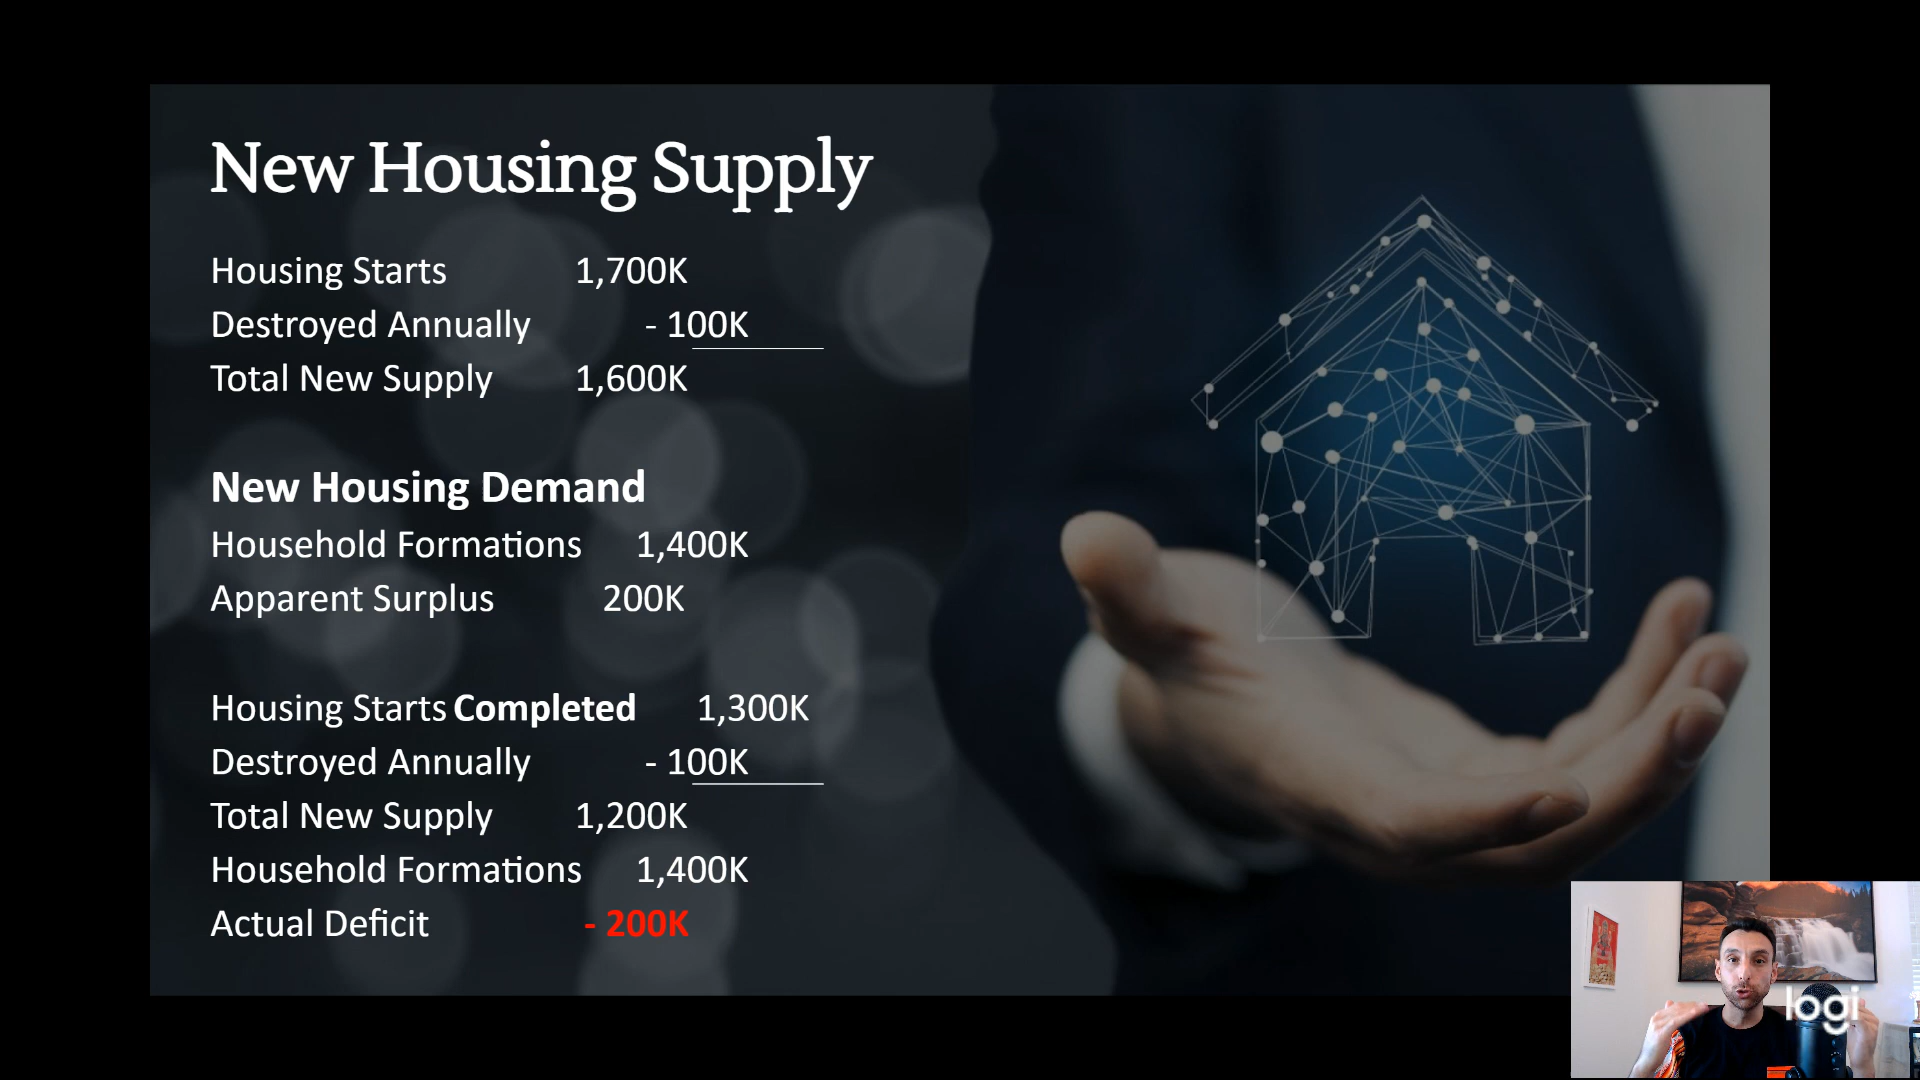 New Housing Supply
Housing Starts 1,700K
Destroyed Annually - 100K
Total New Supply 1,600K
New Housing Demand
Household Formations 1,400K
Apparent Surplus 200K
Housing Starts Completed 1,300K
Destroyed Annually - 100K
Total New Supply 1,200K
Household Formations 1,400K
Actual Deficit - 200K
logi